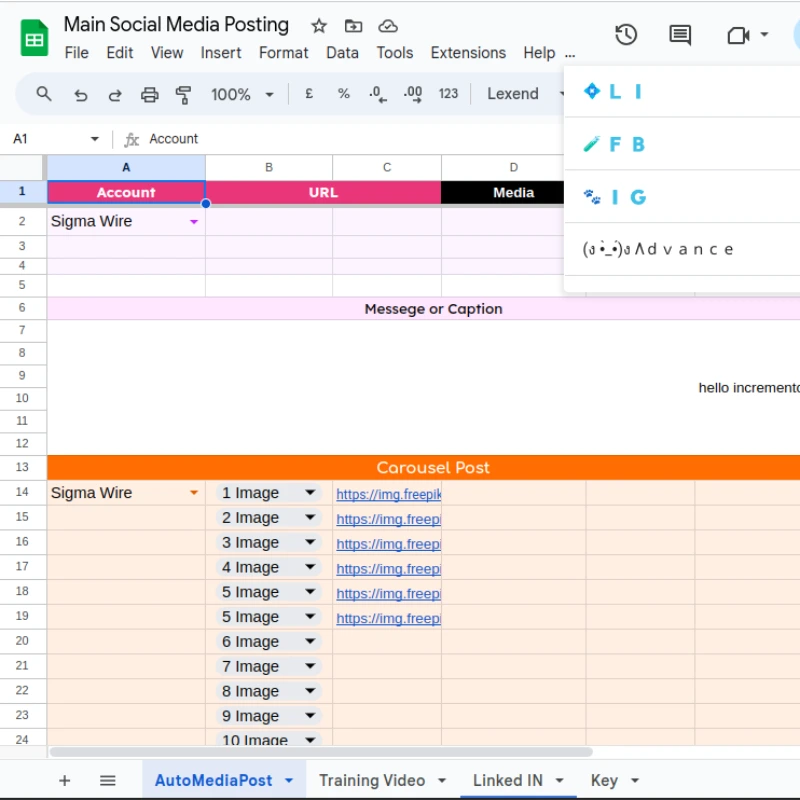 Main Social Media Posting
File Edit View Insert Format Data Tools Extensions Help ...
100% £ % .0 .00 123 Lexend
L I
F B
I G
(ง •̀_•́)ง Λ d v a n c e
A1 fx Account
A B C D
1 Account URL Media
2 Sigma Wire
3
4
5
6 Messege or Caption
7
8
9 hello incremento
10
11
12
13 Carousel Post
14 Sigma Wire 1 Image https://img.freepik
15 2 Image https://img.freepi
16 3 Image https://img.freepi
17 4 Image https://img.freepi
18 5 Image https://img.freepi
19 5 Image https://img.freepi
20 6 Image
21 7 Image
22 8 Image
23 9 Image
24 10 Image
AutoMediaPost Training Video Linked IN Key